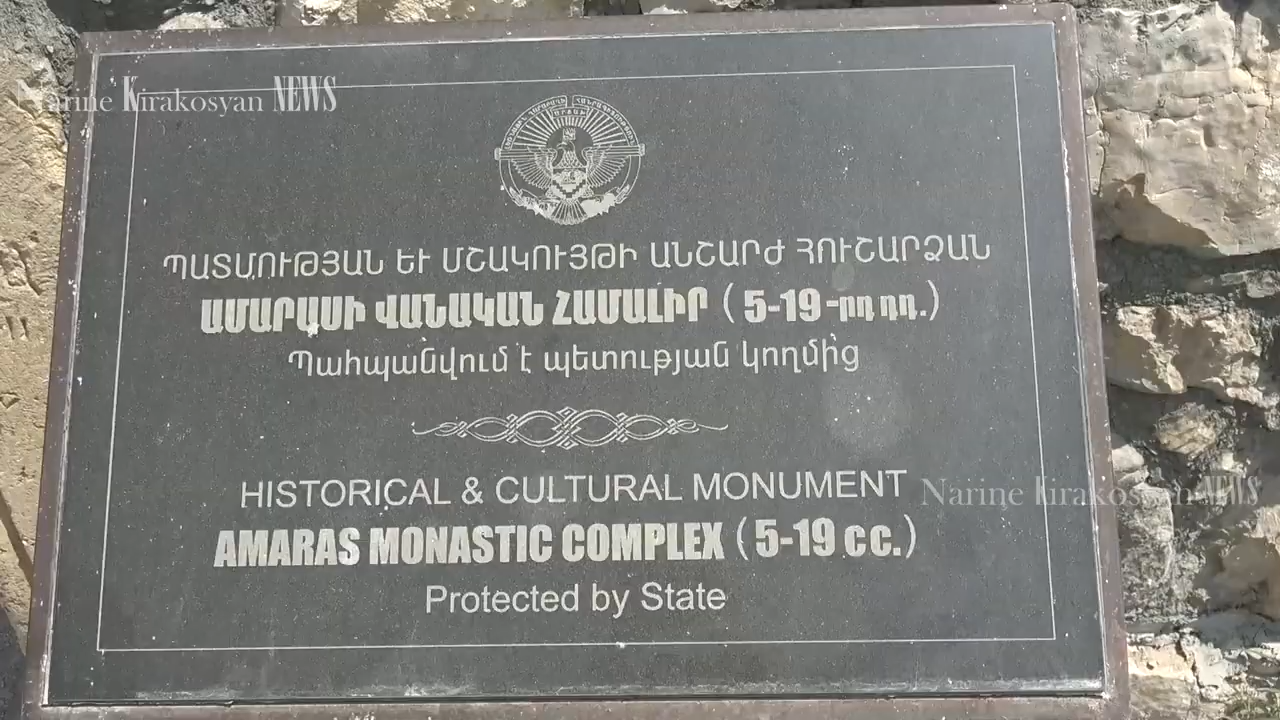 Narine Kirakosyan NEWS
ՊԱՏՄՈՒԹՅԱՆ ԵՒ ՄՇԱԿՈՒՅԹԻ ԱՆՇԱՐԺ ՀՈՒՇԱՐՁԱՆ
ԱՄԱՐԱՍԻ ՎԱՆԱԿԱՆ ՀԱՄԱԼԻՐ (5-19-րդ դդ.)
Պահպանվում է պետության կողմից
HISTORICAL & CULTURAL MONUMENT
Narine Kirakosyan NEWS
AMARAS MONASTIC COMPLEX (5-19 cc.)
Protected by State